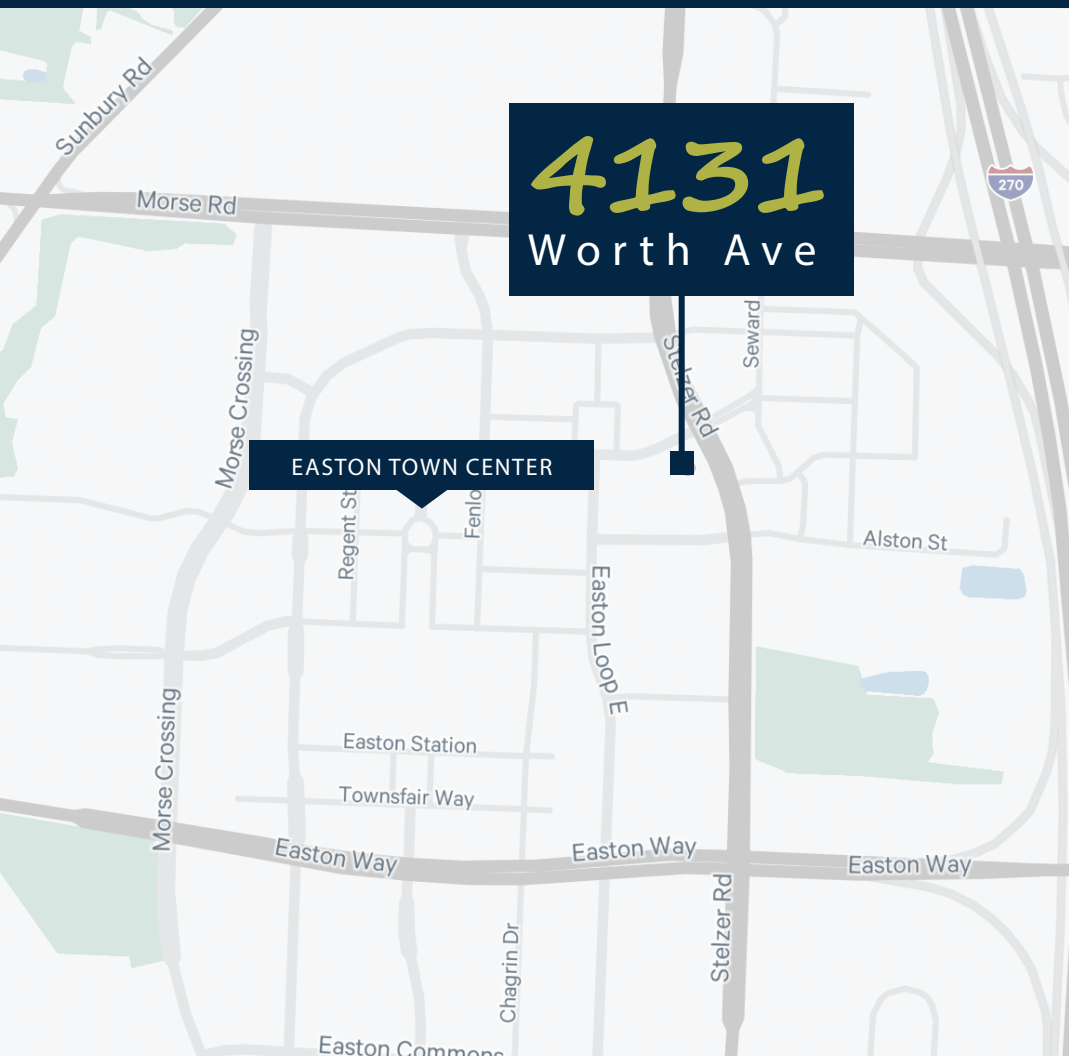 Sunbury Rd
4131
Worth Ave
270
Morse Rd
Morse Crossing
Seward
Stelzer Rd
EASTON TOWN CENTER
Regent St
Fenlo
Alston St
Easton Loop E
Morse Crossing
Easton Station
Townsfair Way
Easton Way
Easton Way
Easton Way
Stelzer Rd
Chagrin Dr
Easton Commons